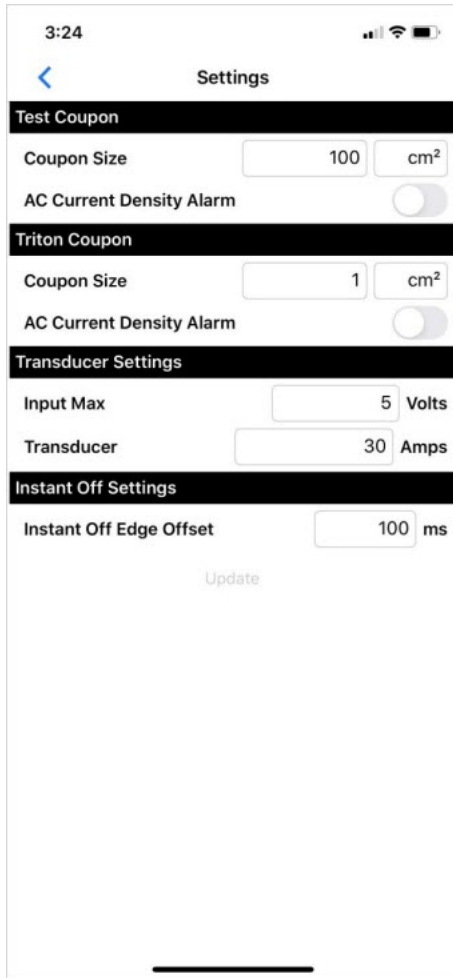 3:24
Settings
Test Coupon
Coupon Size 100 cm²
AC Current Density Alarm
Triton Coupon
Coupon Size 1 cm²
AC Current Density Alarm
Transducer Settings
Input Max 5 Volts
Transducer 30 Amps
Instant Off Settings
Instant Off Edge Offset 100 ms
Update